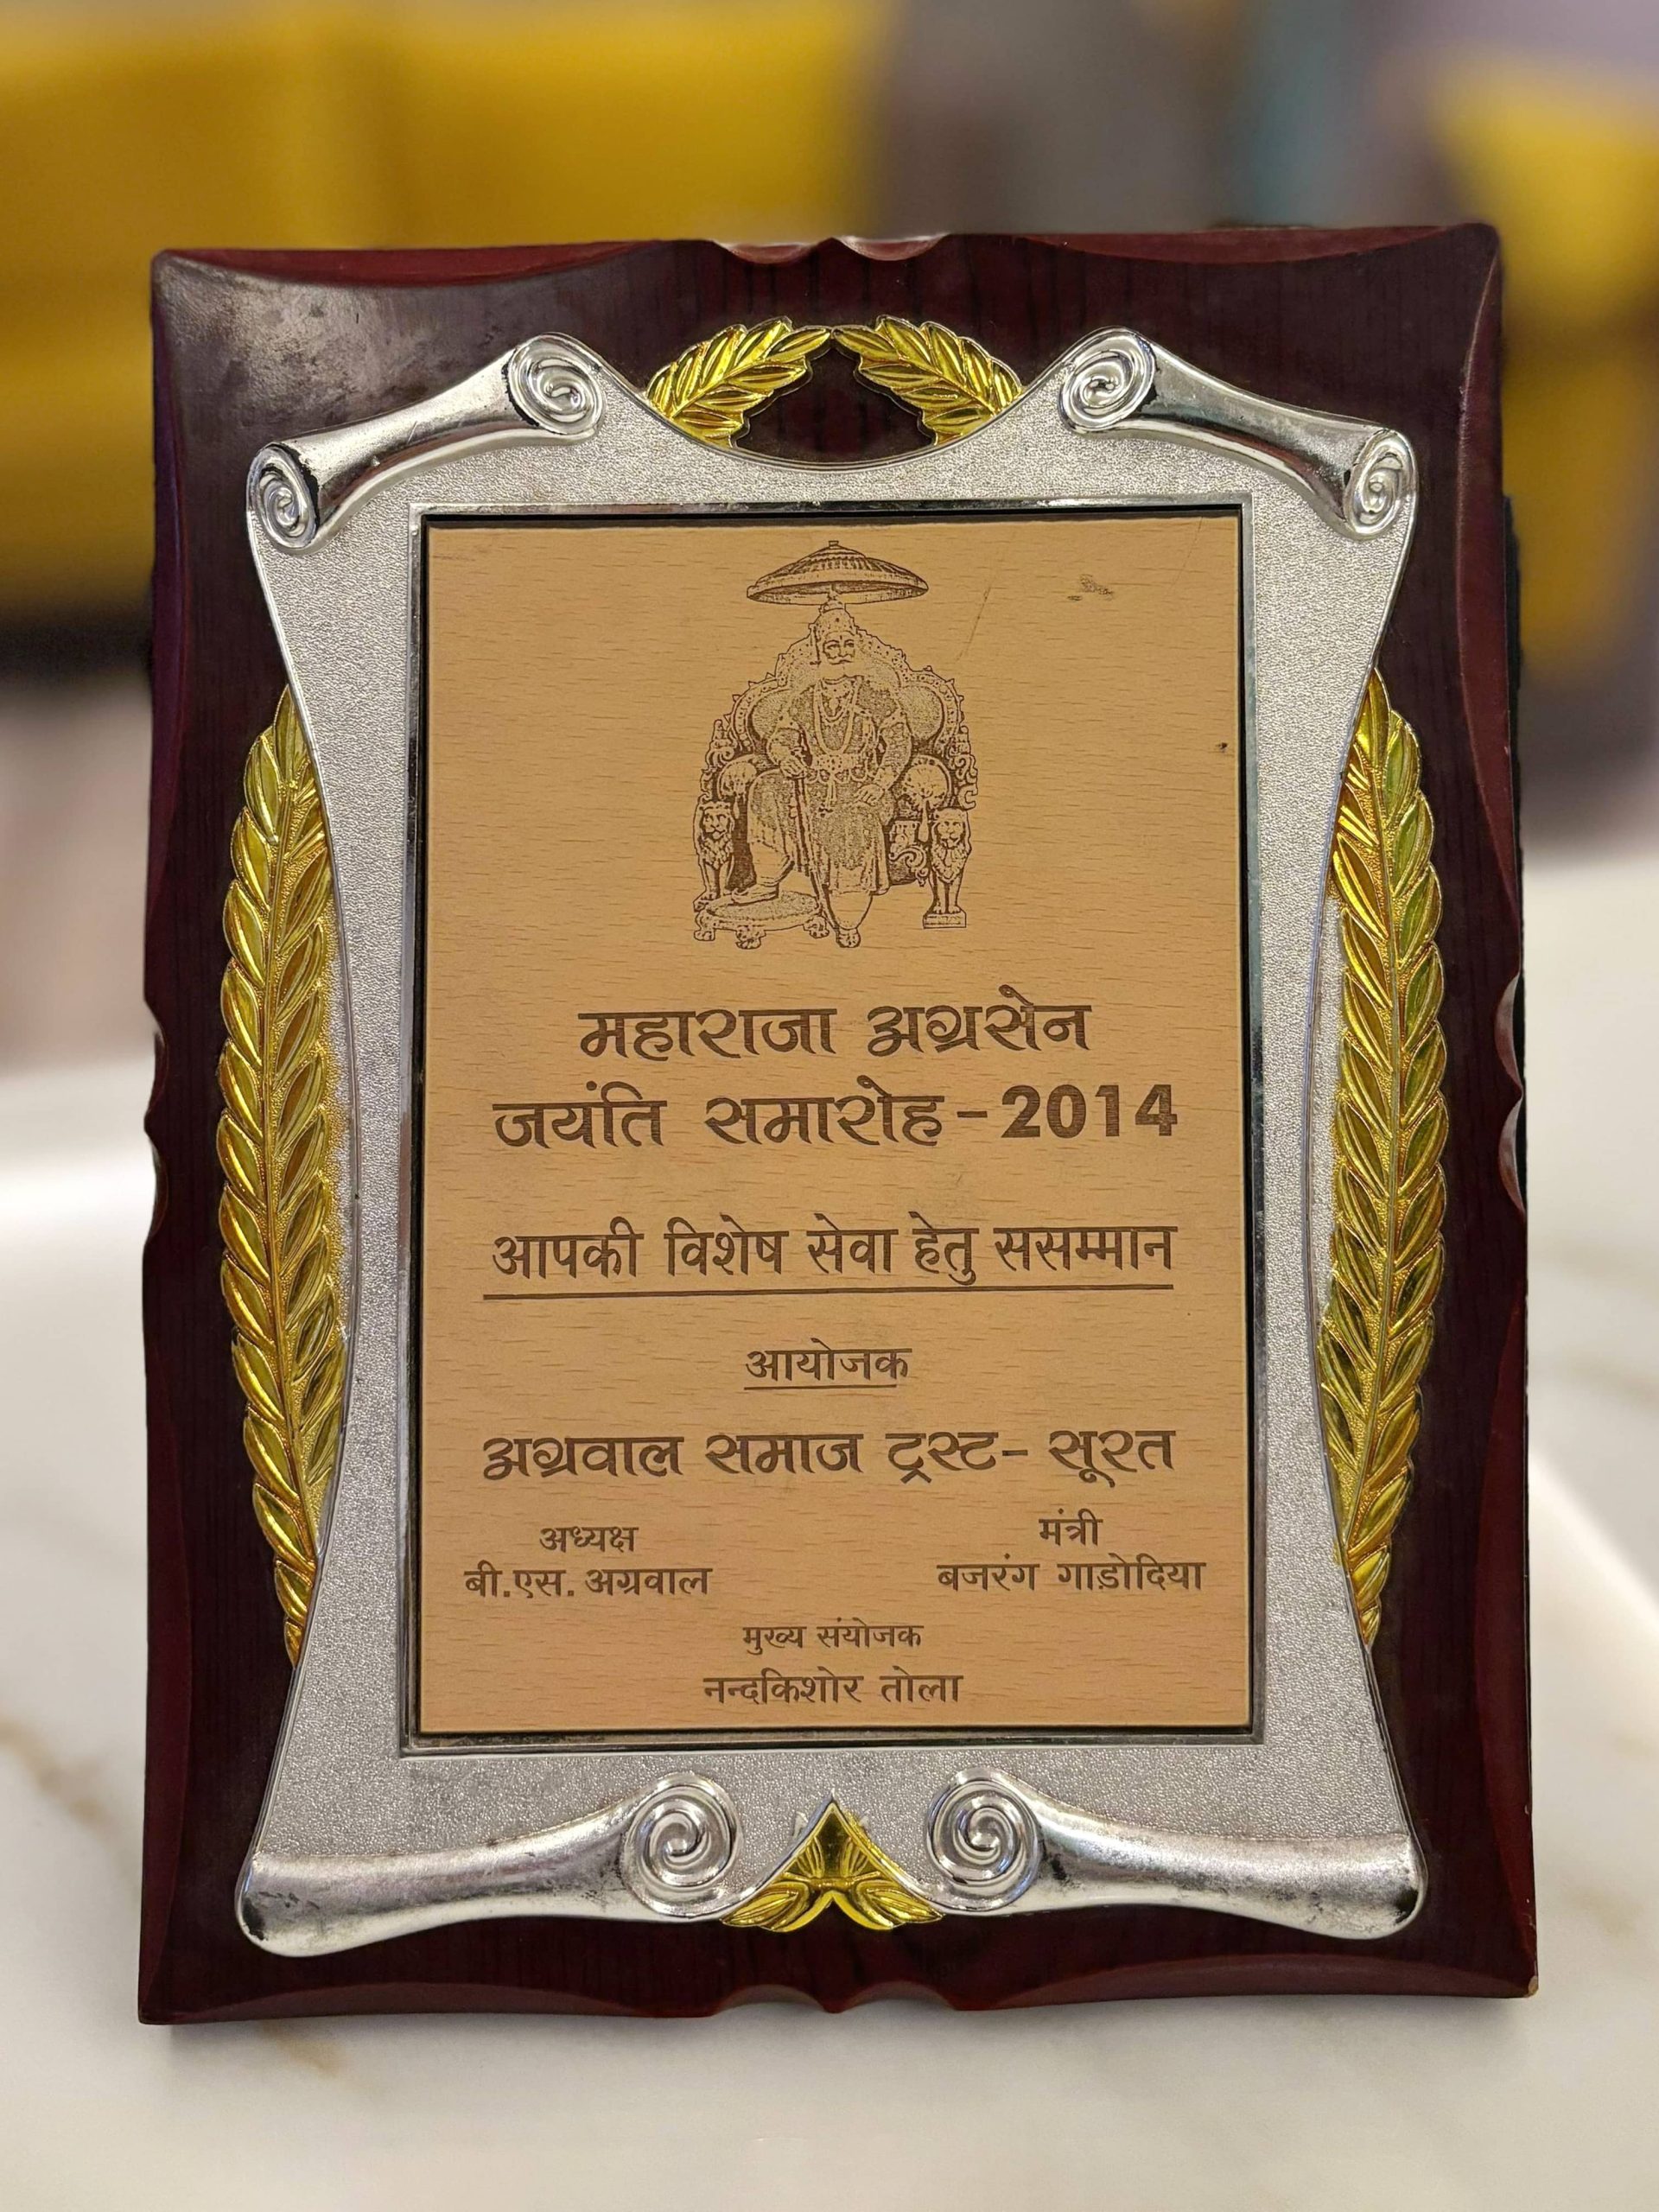 महाराजा अग्रसेन
जयंति समारोह-2014
आपकी विशेष सेवा हेतु ससम्मान
आयोजक
अग्रवाल समाज ट्रस्ट- सूरत
अध्यक्ष
बी.एस. अग्रवाल
मंत्री
बजरंग गाड़ोदिया
मुख्य संयोजक
नन्दकिशोर तोला